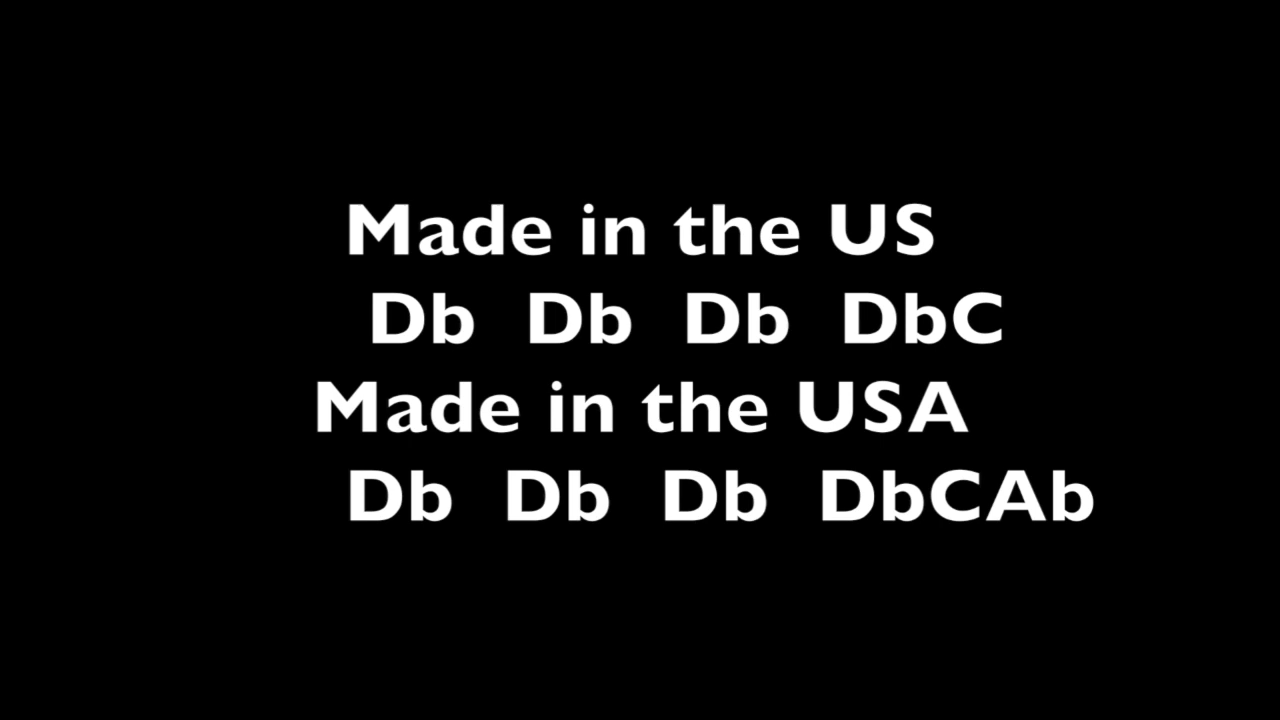 Made in the US
Db Db Db DbC
Made in the USA
Db Db Db DbCAb